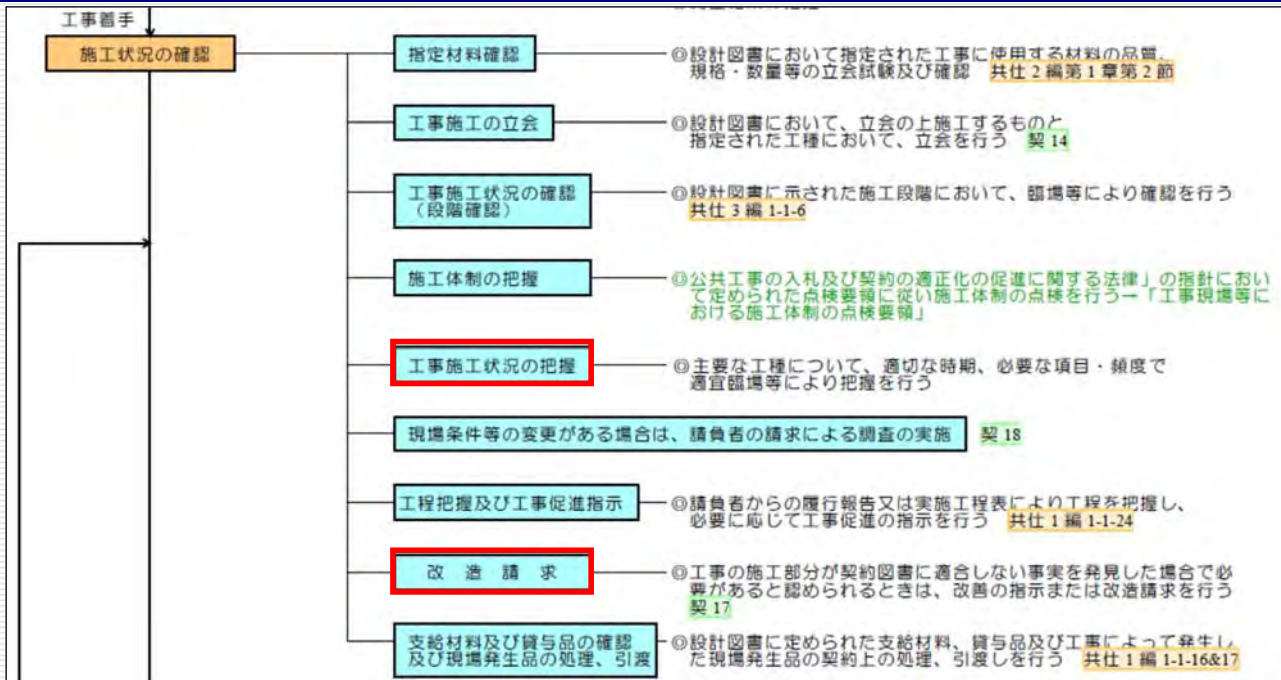 工事着手
施工状況の確認
指定材料確認
◎設計図書において指定された工事に使用する材料の品質、
規格・数量等の立会試験及び確認 共仕 2 編第 1 章第 2 節
工事施工の立会
◎設計図書において、立会の上施工するものと
指定された工種において、立会を行う 契 14
工事施工状況の確認
（段階確認）
◎設計図書に示された施工段階において、臨場等により確認を行う
共仕 3 編 1-1-6
施工体制の把握
◎公共工事の入札及び契約の適正化の促進に関する法律」の指針におい
て定められた点検要領に従い施工体制の点検を行う→「工事現場等に
おける施工体制の点検要領」
工事施工状況の把握
◎主要な工種について、適切な時期、必要な項目・頻度で
適宜臨場等により把握を行う
現場条件等の変更がある場合は、請負者の請求による調査の実施 契 18
工程把握及び工事促進指示
◎請負者からの履行報告又は実施工程表により工程を把握し、
必要に応じて工事促進の指示を行う 共仕 1 編 1-1-24
改 造 請 求
◎工事の施工部分が契約図書に適合しない事実を発見した場合で必
要があると認められるときは、改善の指示または改造請求を行う
契 17
支給材料及び貸与品の確認
及び現場発生品の処理、引渡
◎設計図書に定められた支給材料、貸与品及び工事によって発生し
た現場発生品の契約上の処理、引渡しを行う 共仕 1 編 1-1-16&17